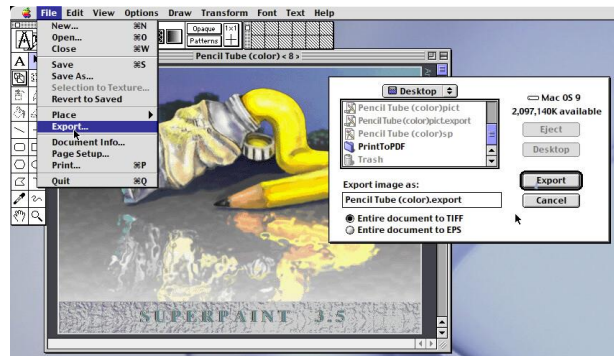 File Edit View Options Draw Transform Font Text Help
New... ⌘N
Open... ⌘O
Close ⌘W
Save ⌘S
Save As...
Selection to Texture...
Revert to Saved
Place
Export...
Document Info...
Page Setup...
Print... ⌘P
Quit ⌘Q
Opaque
Patterns
1×1
Pencil Tube (color) < 8 >
SUPERPAINT 3.5
Desktop
Pencil Tube (color)pict
Pencil Tube (color)pict.export
Pencil Tube (color)sp
PrintToPDF
Trash
Mac OS 9
2,097,140K available
Eject
Desktop
Export
Cancel
Export image as:
Pencil Tube (color).export
Entire document to TIFF
Entire document to EPS